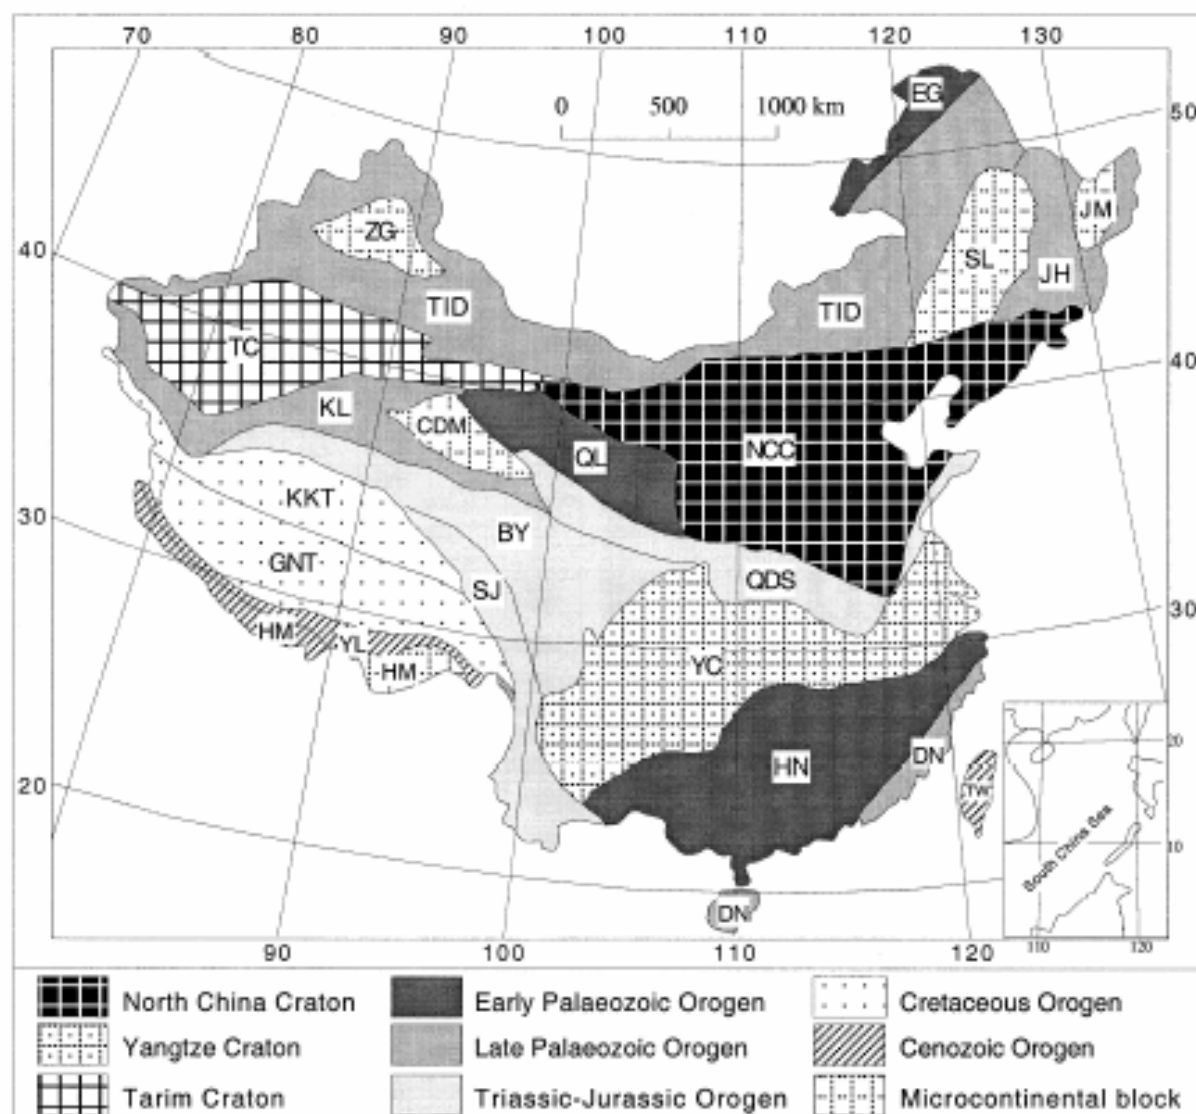 70 80 90 100 110 120 130
EG
0 500 1000 km
50
ZG
JM
40
SL
JH
TID
TID
TC
40
KL
CDM
QL
NCC
KKT
30
BY
GNT
QDS
SJ
30
HM
YL
HM
YC
DN
HN
20
TW
20
10
South China Sea
DN
110 120
90 100 110 120
North China Craton Early Palaeozoic Orogen Cretaceous Orogen
Yangtze Craton Late Palaeozoic Orogen Cenozoic Orogen
Tarim Craton Triassic-Jurassic Orogen Microcontinental block